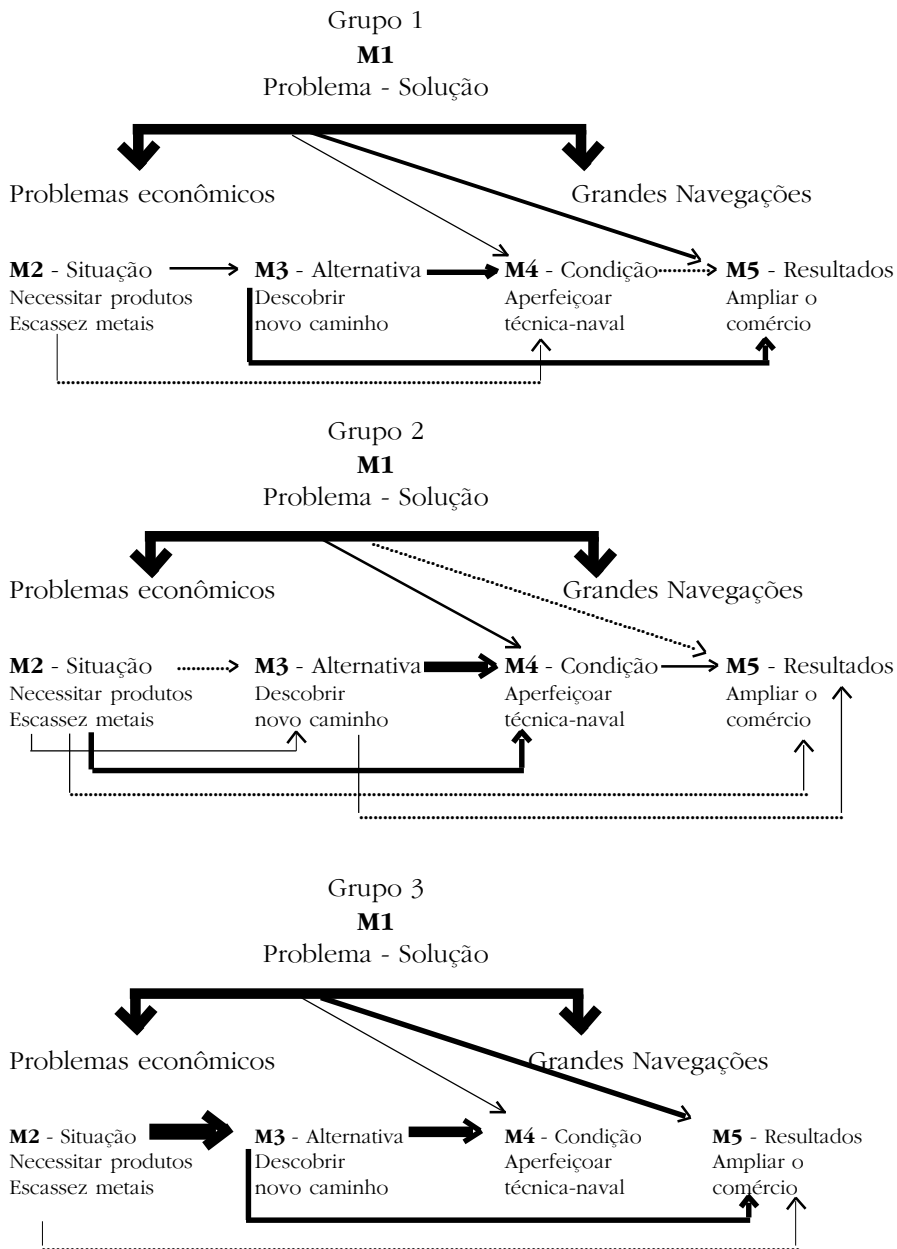 Grupo 1
M1
Problema - Solução
Problemas econômicos Grandes Navegações
M2 - Situação M3 - Alternativa M4 - Condição M5 - Resultados
Necessitar produtos Descobrir Aperfeiçoar Ampliar o
Escassez metais novo caminho técnica-naval comércio
Grupo 2
M1
Problema - Solução
Problemas econômicos Grandes Navegações
M2 - Situação M3 - Alternativa M4 - Condição M5 - Resultados
Necessitar produtos Descobrir Aperfeiçoar Ampliar o
Escassez metais novo caminho técnica-naval comércio
Grupo 3
M1
Problema - Solução
Problemas econômicos Grandes Navegações
M2 - Situação M3 - Alternativa M4 - Condição M5 - Resultados
Necessitar produtos Descobrir Aperfeiçoar Ampliar o
Escassez metais novo caminho técnica-naval comércio